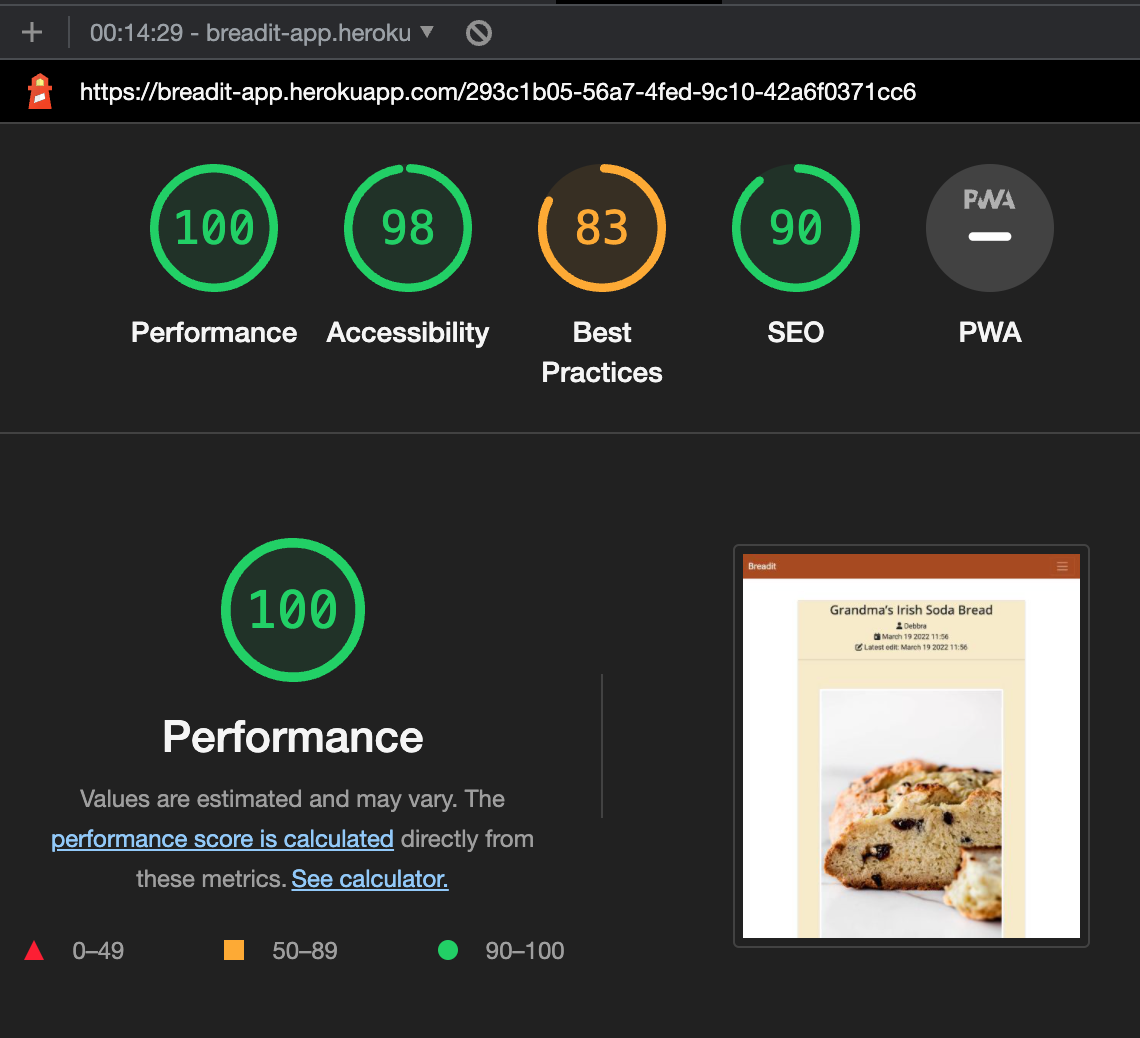 00:14:29 - breadit-app.heroku
https://breadit-app.herokuapp.com/293c1b05-56a7-4fed-9c10-42a6f0371cc6
100
98
83
90
PWA
Performance
Accessibility
Best
Practices
SEO
PWA
100
Performance
Values are estimated and may vary. The
performance score is calculated directly from
these metrics. See calculator.
0–49
50–89
90–100
Breadit
Grandma's Irish Soda Bread
Debbra
March 19 2022 11:56
Latest edit: March 19 2022 11:56